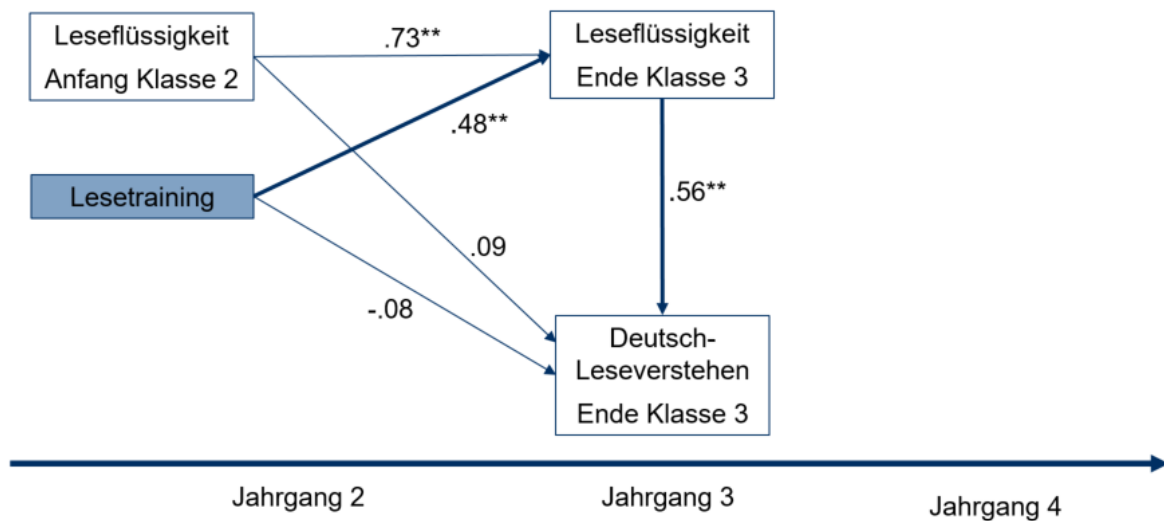 Leseflüssigkeit
Anfang Klasse 2
.73**
Leseflüssigkeit
Ende Klasse 3
.48**
Lesetraining
.56**
.09
-.08
Deutsch-
Leseverstehen
Ende Klasse 3
Jahrgang 2
Jahrgang 3
Jahrgang 4